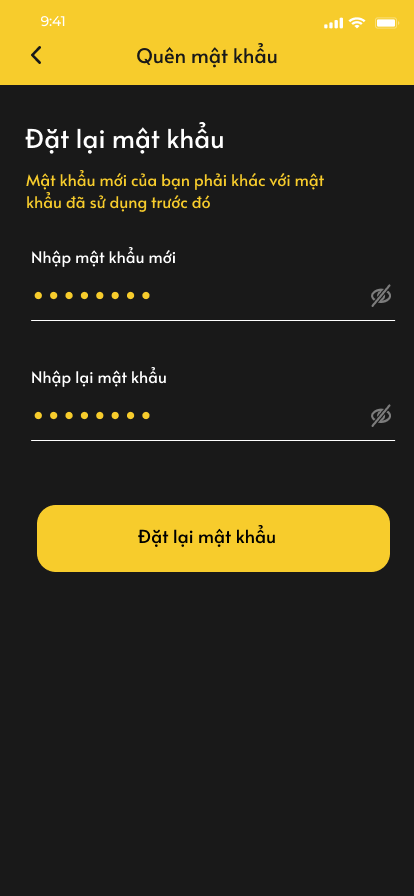 9:41
Quên mật khẩu
Đặt lại mật khẩu
Mật khẩu mới của bạn phải khác với mật
khẩu đã sử dụng trước đó
Nhập mật khẩu mới
Nhập lại mật khẩu
Đặt lại mật khẩu